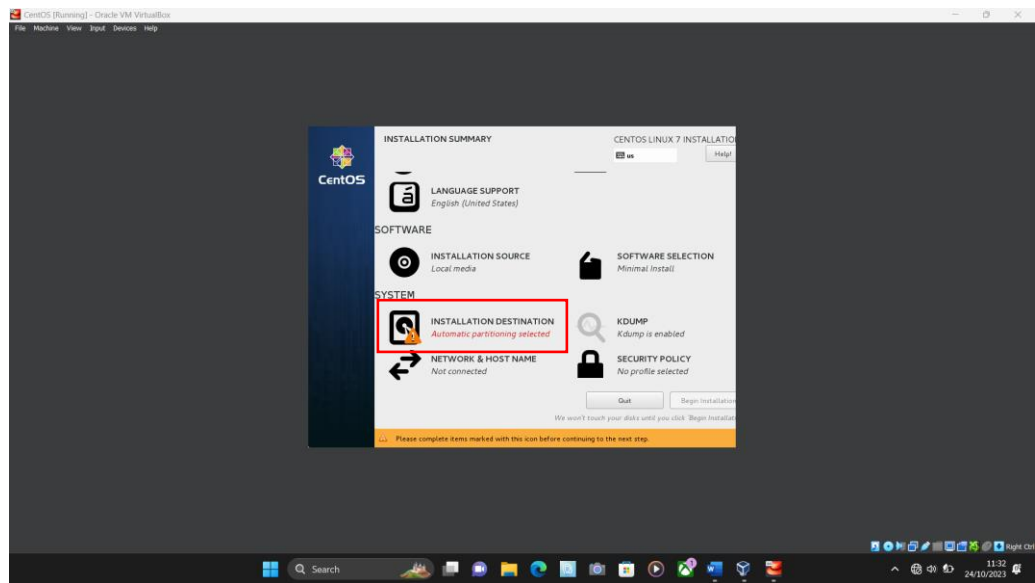 CentOS [Running] - Oracle VM VirtualBox
File Machine View Input Devices Help
INSTALLATION SUMMARY
CENTOS LINUX 7 INSTALLATIO
us
Help!
CentOS
LANGUAGE SUPPORT
English (United States)
SOFTWARE
INSTALLATION SOURCE
Local media
SOFTWARE SELECTION
Minimal Install
SYSTEM
INSTALLATION DESTINATION
Automatic partitioning selected
KDUMP
Kdump is enabled
NETWORK & HOST NAME
Not connected
SECURITY POLICY
No profile selected
Quit
Begin Installation
We won't touch your disks until you click 'Begin Installat
Please complete items marked with this icon before continuing to the next step.
Right Ctrl
Search
11:32
24/10/2023